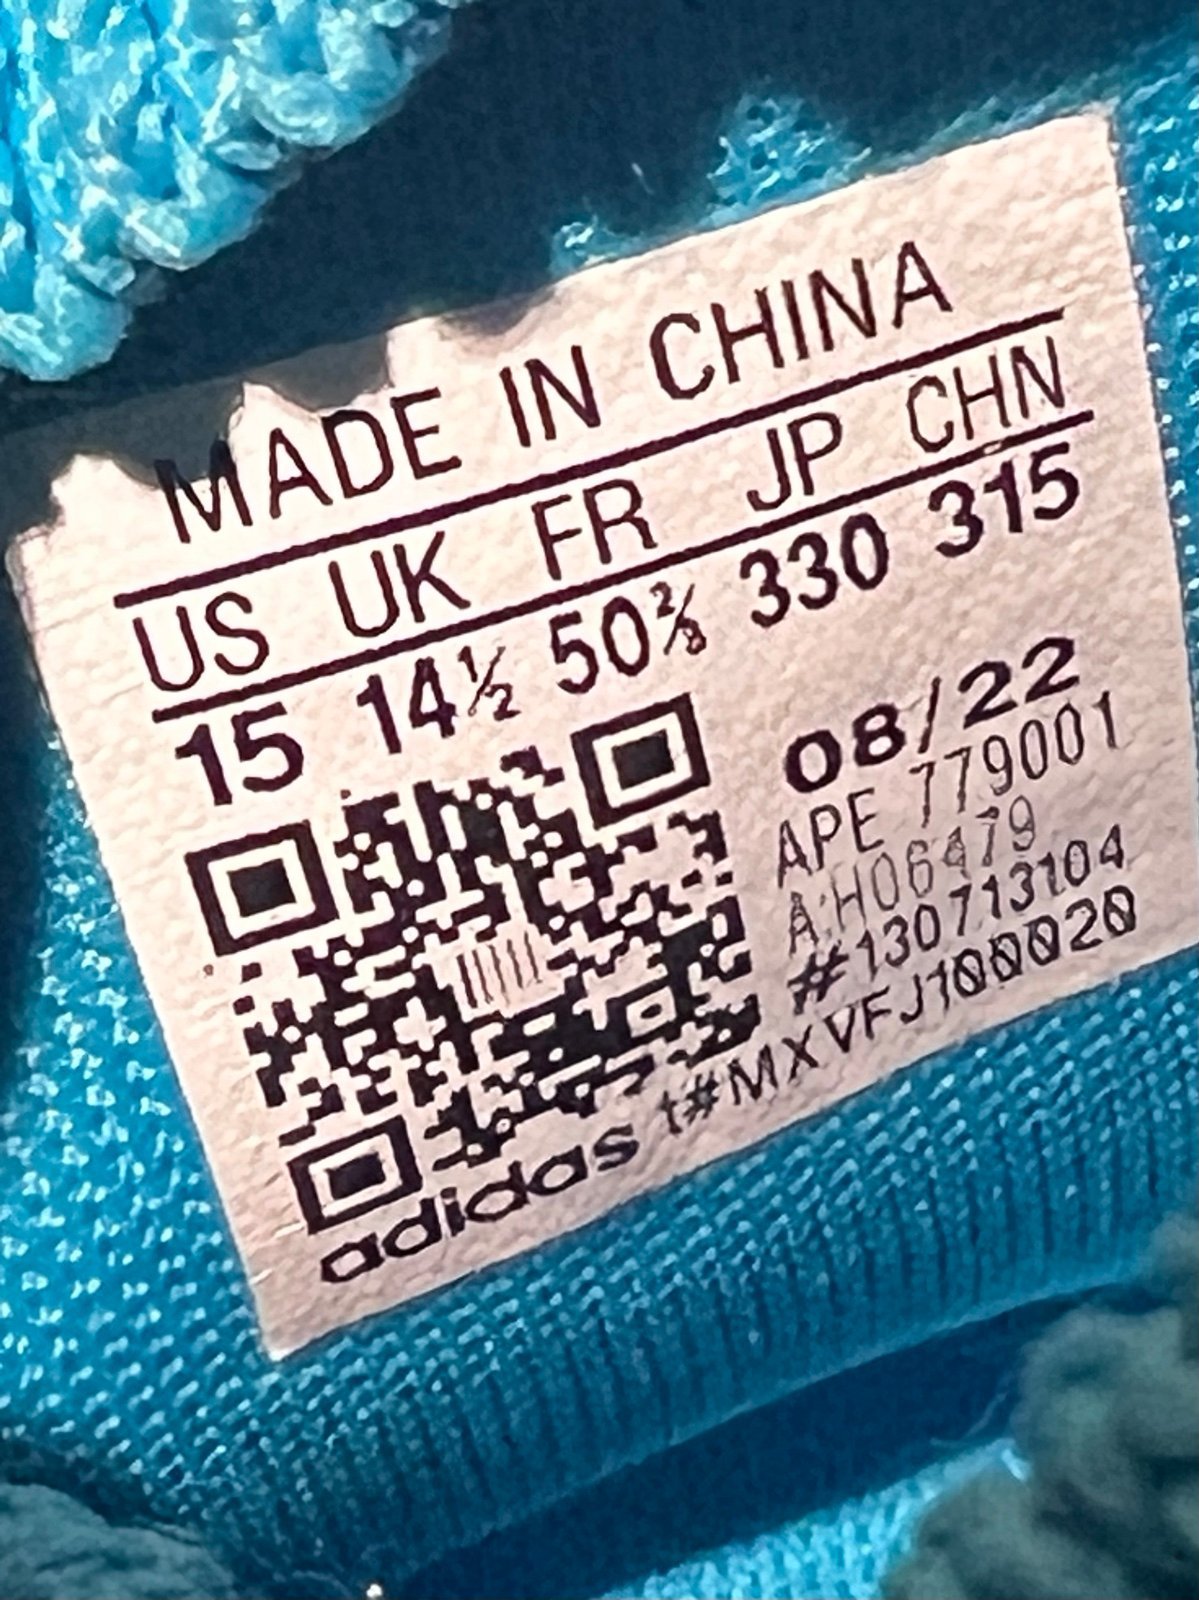 MADE IN CHINA
US UK FR JP CHN
15 14½ 50⅔ 330 315
08/22
APE 779001
A:H06479
#130713104
t#MXVFJ100020
adidas